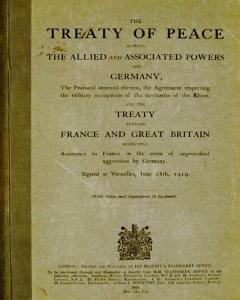 THE
TREATY OF PEACE
BETWEEN
THE ALLIED AND ASSOCIATED POWERS
AND
GERMANY,
The Protocol annexed thereto, the Agreement respecting
the military occupation of the territories of the Rhine,
AND THE
TREATY
BETWEEN
FRANCE AND GREAT BRITAIN
RESPECTING
Assistance to France in the event of unprovoked
aggression by Germany.
Signed at Versailles, June 28th, 1919.
(With Maps and Signatures in facsimile)
LONDON: PRINTED AND PUBLISHED BY HIS MAJESTY'S STATIONERY OFFICE.
1919.